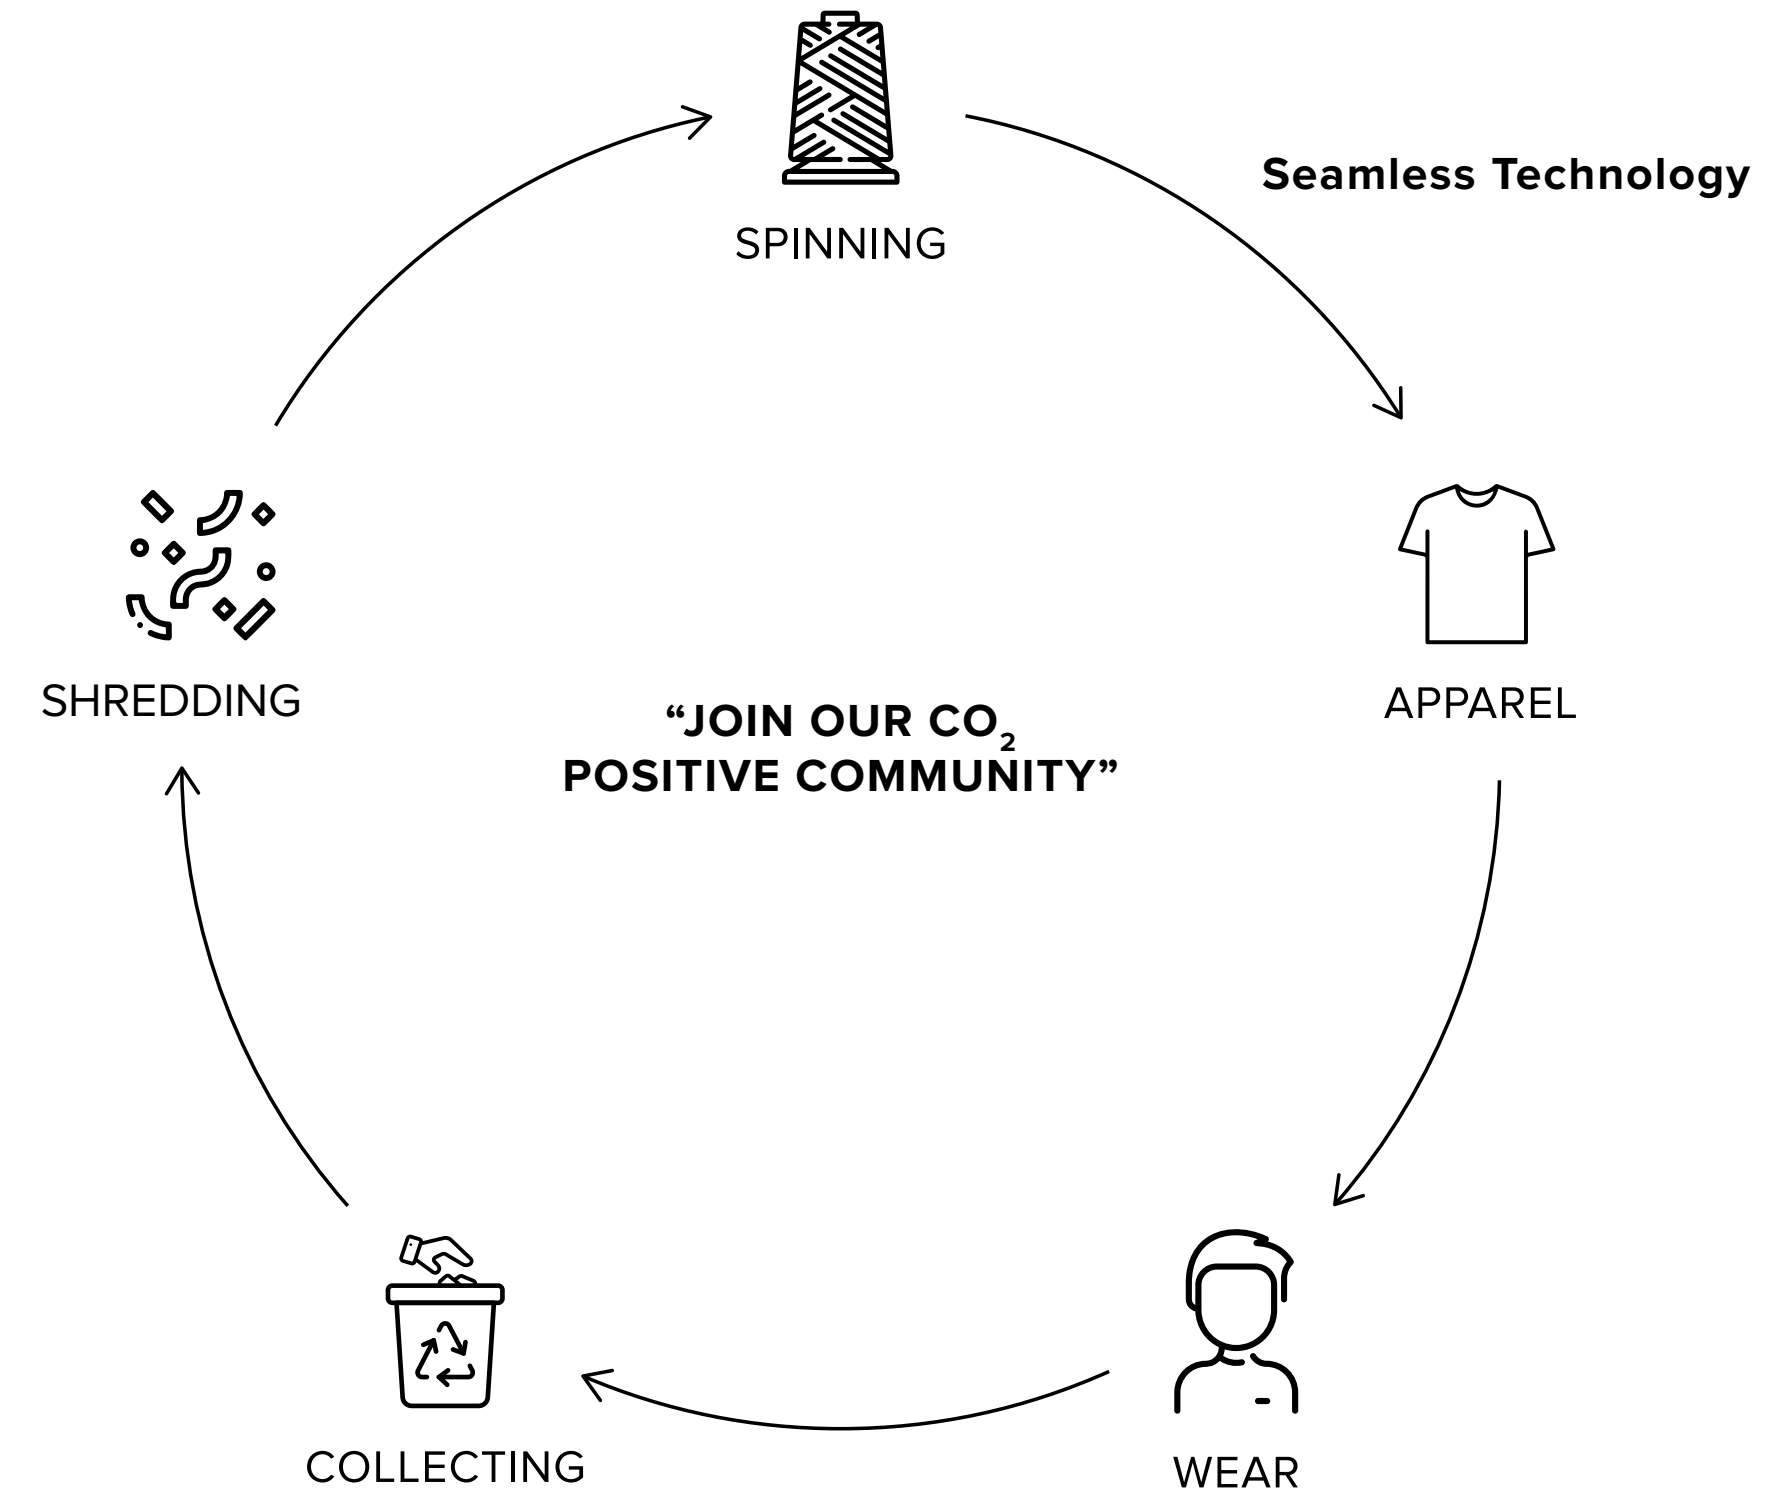 Seamless Technology
SPINNING
SHREDDING
APPAREL
“JOIN OUR CO₂
POSITIVE COMMUNITY”
COLLECTING
WEAR